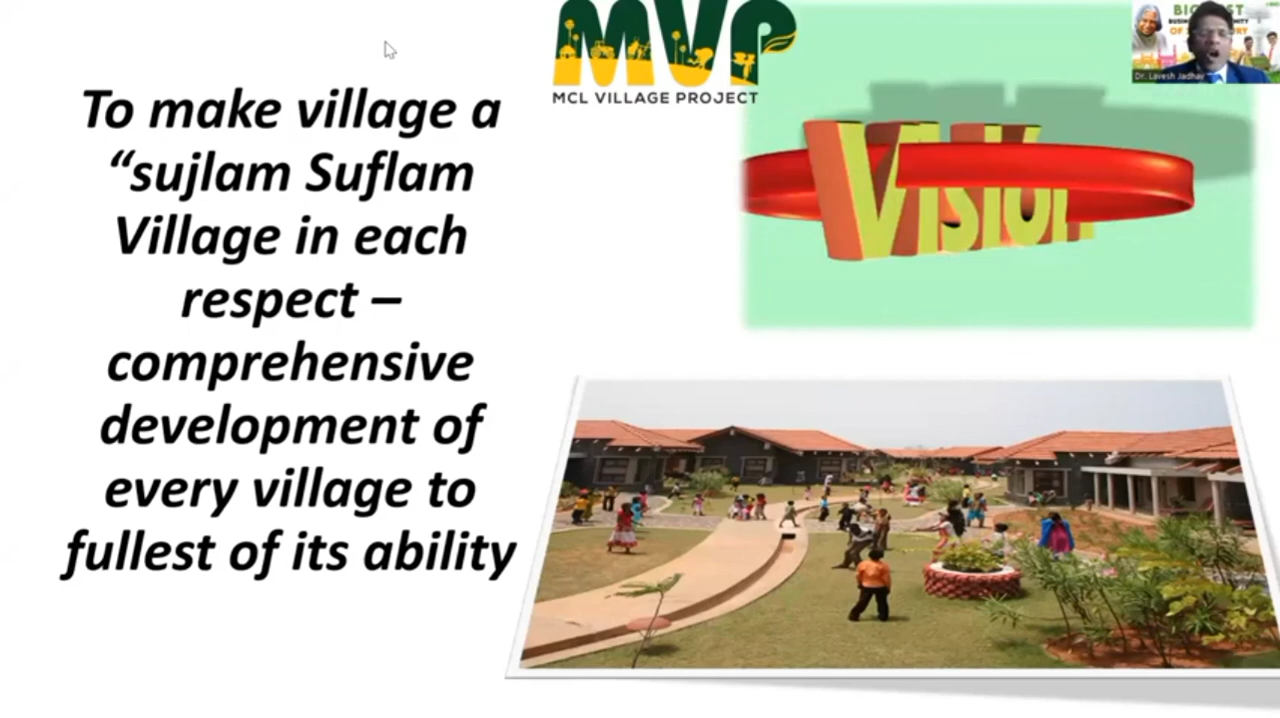 To make village a
“sujlam Suflam
Village in each
respect –
comprehensive
development of
every village to
fullest of its ability
MVP
MCL VILLAGE PROJECT
Vision
Dr. Lavesh Jadhav